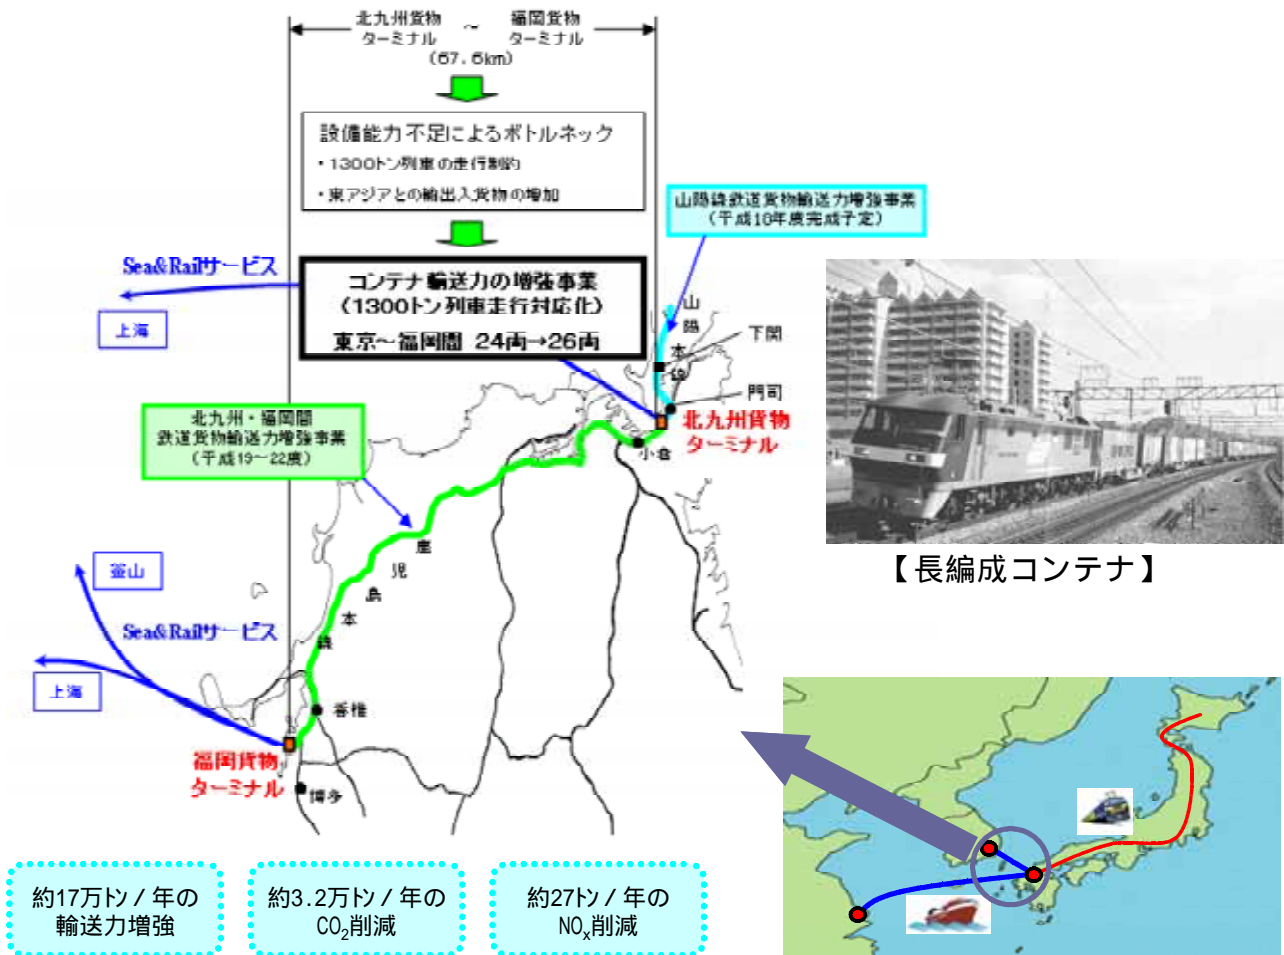 北九州貨物 ～ 福岡貨物
ターミナル ターミナル
(67.6km)
設備能力不足によるボトルネック
・1300トン列車の走行制約
・東アジアとの輸出入貨物の増加
山陽線鉄道貨物輸送力増強事業
(平成18年度完成予定)
Sea&Railサービス
上海
コンテナ輸送力の増強事業
(1300トン列車走行対応化)
東京～福岡間 24両→26両
山陽本線
下関
門司
北九州貨物
ターミナル
小倉
北九州・福岡間
鉄道貨物輸送力増強事業
(平成19～22度)
鹿児島本線
【長編成コンテナ】
釜山
Sea&Railサービス
上海
香椎
福岡貨物
ターミナル
博多
約17万トン/年の
輸送力増強
約3.2万トン/年の
CO₂削減
約27トン/年の
NOₓ削減